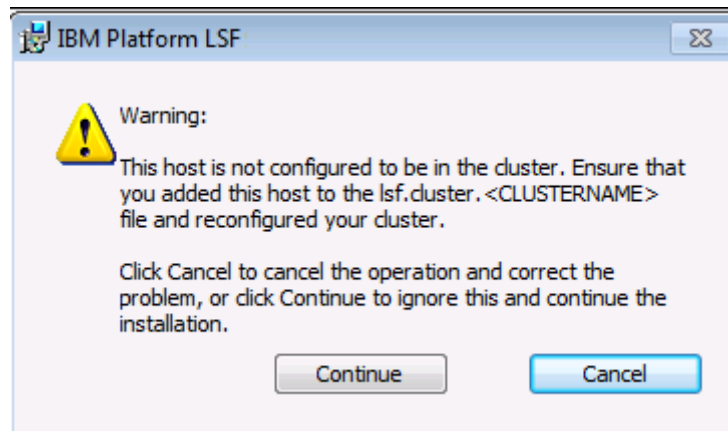 IBM Platform LSF
Warning:
This host is not configured to be in the cluster. Ensure that
you added this host to the lsf.cluster.<CLUSTERNAME>
file and reconfigured your cluster.
Click Cancel to cancel the operation and correct the
problem, or click Continue to ignore this and continue the
installation.
Continue
Cancel